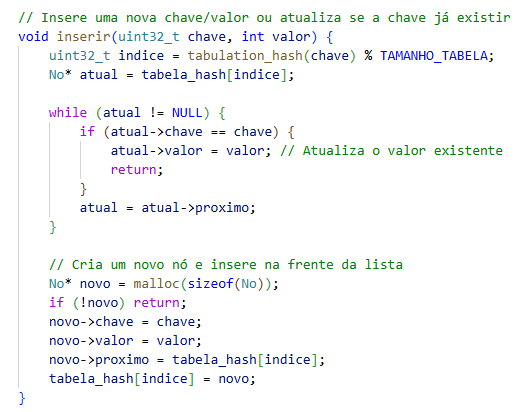 // Insere uma nova chave/valor ou atualiza se a chave já existir
void inserir(uint32_t chave, int valor) {
    uint32_t indice = tabulation_hash(chave) % TAMANHO_TABELA;
    No* atual = tabela_hash[indice];

    while (atual != NULL) {
        if (atual->chave == chave) {
            atual->valor = valor; // Atualiza o valor existente
            return;
        }
        atual = atual->proximo;
    }

    // Cria um novo nó e insere na frente da lista
    No* novo = malloc(sizeof(No));
    if (!novo) return;
    novo->chave = chave;
    novo->valor = valor;
    novo->proximo = tabela_hash[indice];
    tabela_hash[indice] = novo;
}